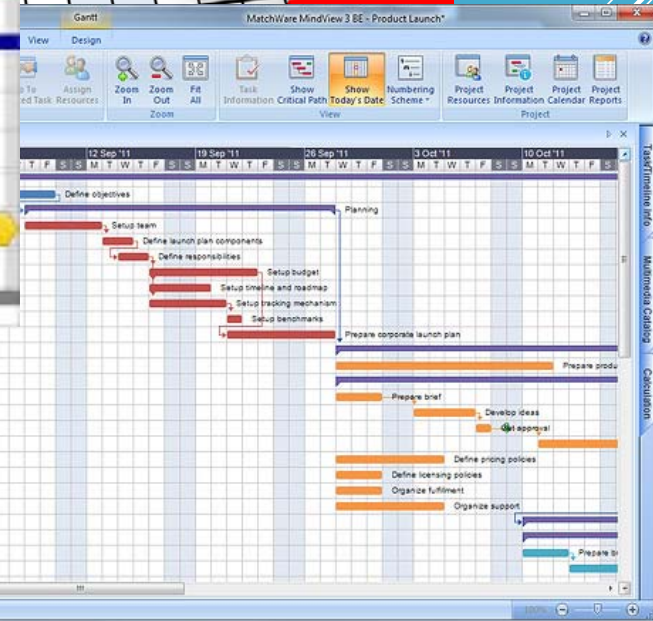 Gantt
MatchWare MindView 3 BE - Product Launch*
View Design
Assign Resources
Zoom In
Zoom Out
Fit All
Task Information
Show Critical Path
Show Today's Date
Numbering Scheme
Project Resources
Project Information
Project Calendar
Project Reports
Zoom
View
Project
12 Sep '11 19 Sep '11 26 Sep '11 3 Oct '11 10 Oct '11
T F S S M T W T F S S M T W T F S S M T W T F S S M T W T F S S M T W T F S
Define objectives
Planning
Setup team
Define launch plan components
Define responsibilities
Setup budget
Setup timeline and roadmap
Setup tracking mechanism
Setup benchmarks
Prepare corporate launch plan
Prepare produ
Prepare brief
Develop ideas
Get approval
Define pricing policies
Define licensing policies
Organize fulfilment
Organize support
Prepare br
Task/Timeline info
Multimedia Catalog
Calculation
100%